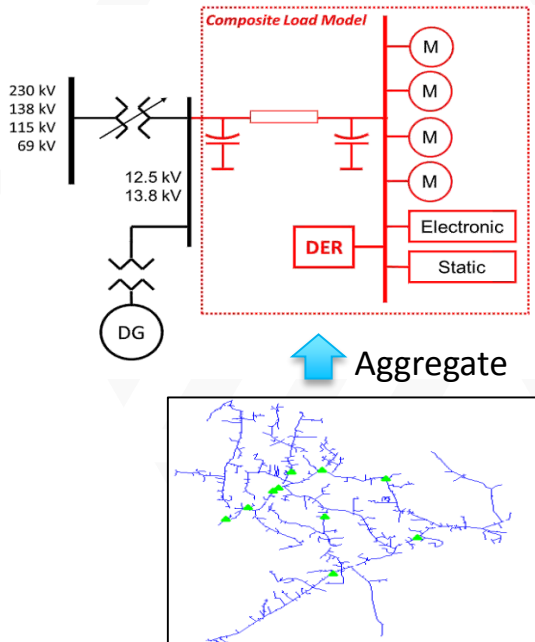 Composite Load Model
230 kV
138 kV
115 kV
69 kV
12.5 kV
13.8 kV
M
M
M
M
Electronic
DER
Static
DG
Aggregate